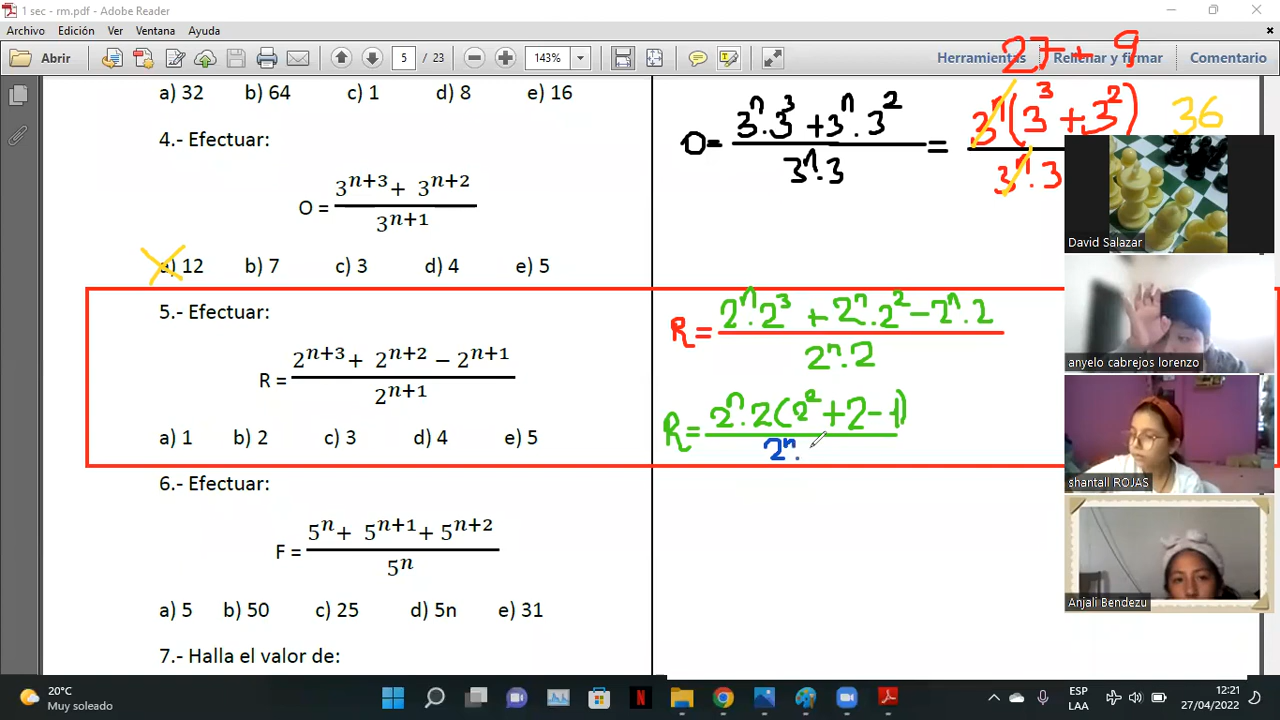 1 sec - rm.pdf - Adobe Reader
Archivo Edición Ver Ventana Ayuda
Abrir 5 23 143% Herramientas Rellenar y firmar Comentario
27 + 9
a) 32 b) 64 c) 1 d) 8 e) 16
4.- Efectuar:
O = (3^{n+3} + 3^{n+2}) / 3^{n+1}
a) 12 b) 7 c) 3 d) 4 e) 5
O = (3^n.3^3 + 3^n.3^2) / (3^n.3) = 3^n(3^3 + 3^2) / (3^n.3) 36
5.- Efectuar:
R = (2^{n+3} + 2^{n+2} − 2^{n+1}) / 2^{n+1}
a) 1 b) 2 c) 3 d) 4 e) 5
R = (2^n.2^3 + 2^n.2^2 − 2^n.2) / (2^n.2)
R = 2^n.2(2^2 + 2 − 1) / 2^n.
6.- Efectuar:
F = (5^n + 5^{n+1} + 5^{n+2}) / 5^n
a) 5 b) 50 c) 25 d) 5n e) 31
7.- Halla el valor de:
David Salazar
anyelo cabrejos lorenzo
shantall ROJAS
Anjali Bendezu
20°C
Muy soleado
ESP
LAA
12:21
27/04/2022